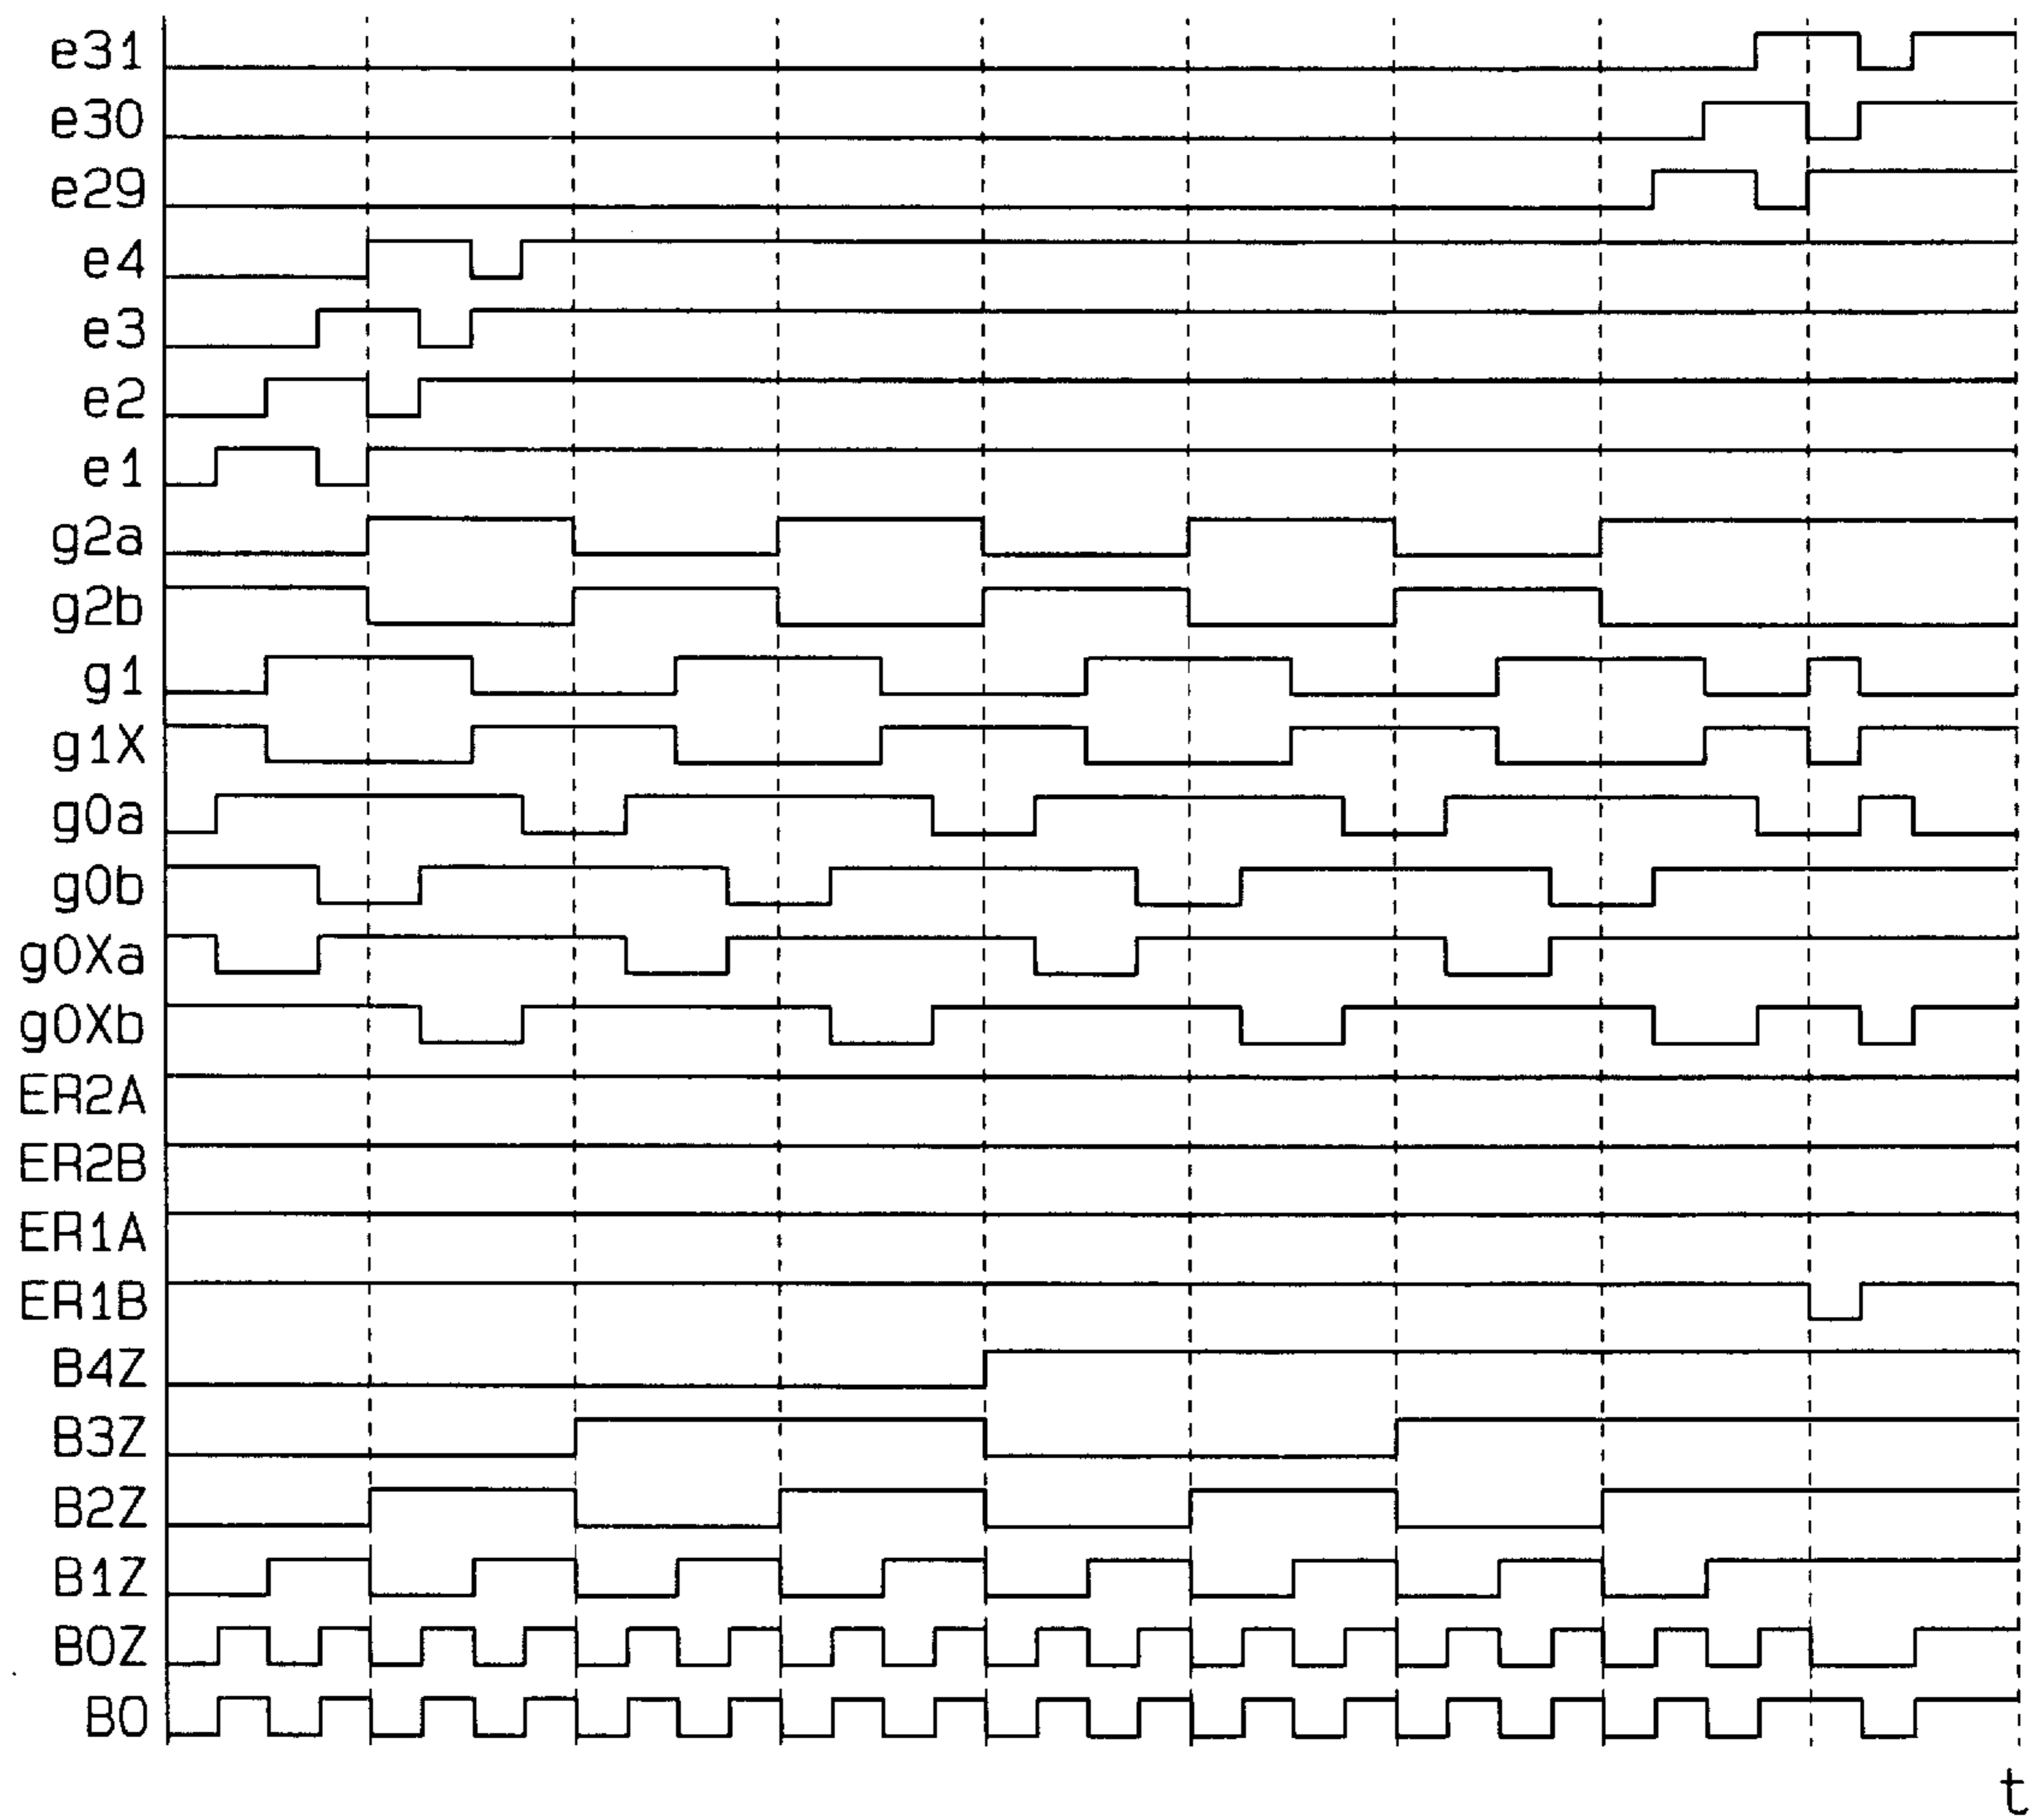 e31
e30
e29
e4
e3
e2
e1
g2a
g2b
g1
g1X
g0a
g0b
g0Xa
g0Xb
ER2A
ER2B
ER1A
ER1B
B4Z
B3Z
B2Z
B1Z
B0Z
B0
t